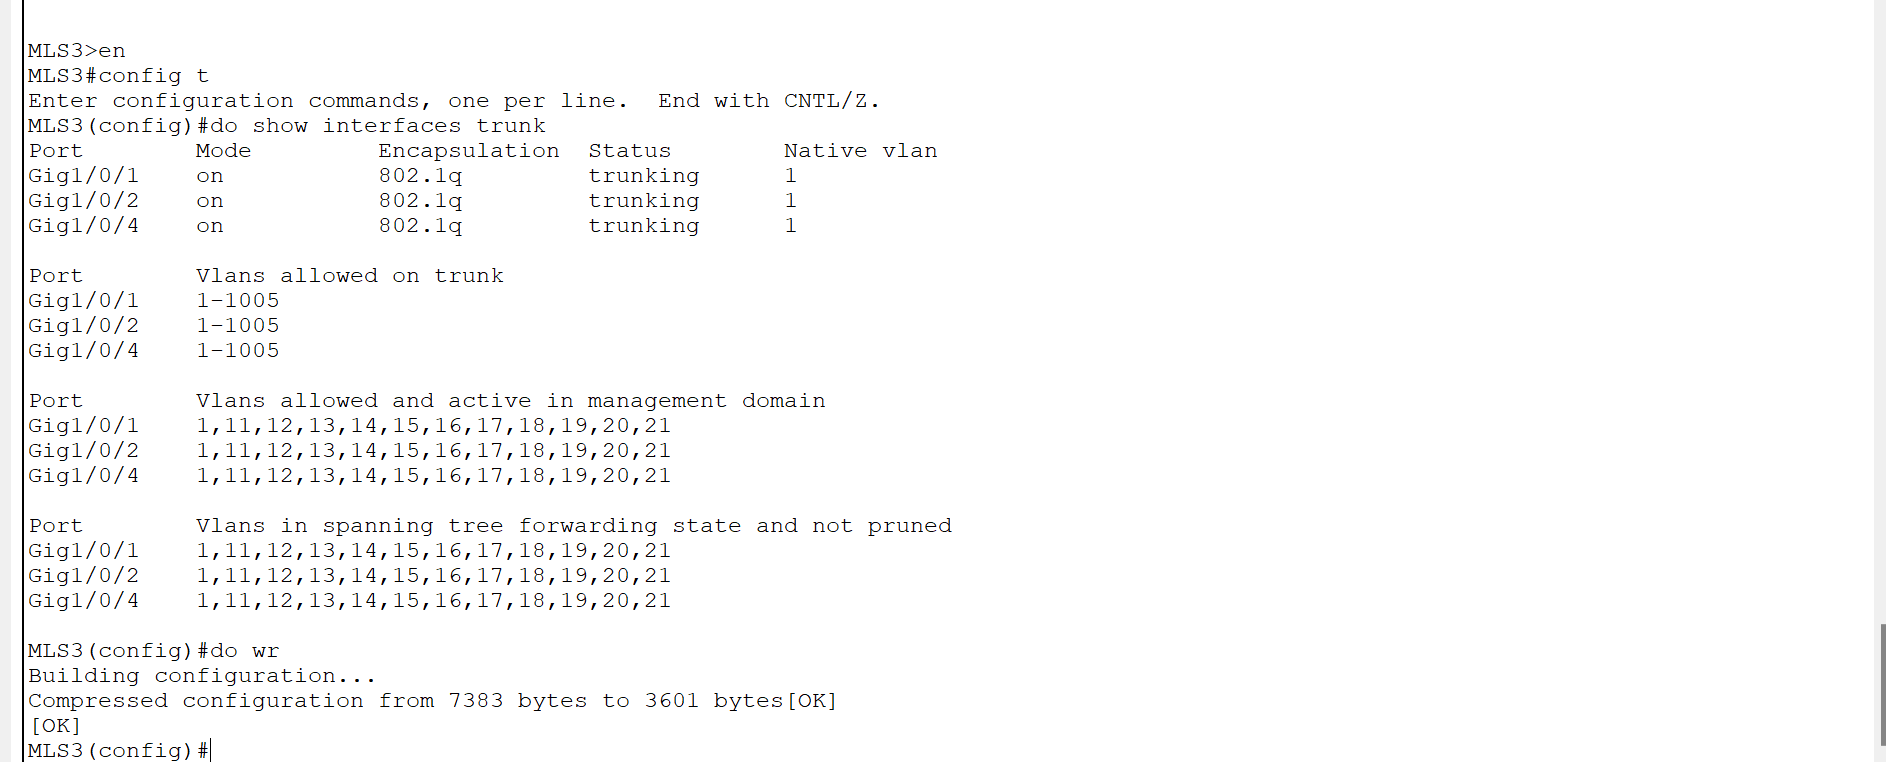 MLS3>en
MLS3#config t
Enter configuration commands, one per line.  End with CNTL/Z.
MLS3(config)#do show interfaces trunk
Port        Mode         Encapsulation  Status        Native vlan
Gig1/0/1    on           802.1q         trunking      1
Gig1/0/2    on           802.1q         trunking      1
Gig1/0/4    on           802.1q         trunking      1

Port        Vlans allowed on trunk
Gig1/0/1    1-1005
Gig1/0/2    1-1005
Gig1/0/4    1-1005

Port        Vlans allowed and active in management domain
Gig1/0/1    1,11,12,13,14,15,16,17,18,19,20,21
Gig1/0/2    1,11,12,13,14,15,16,17,18,19,20,21
Gig1/0/4    1,11,12,13,14,15,16,17,18,19,20,21

Port        Vlans in spanning tree forwarding state and not pruned
Gig1/0/1    1,11,12,13,14,15,16,17,18,19,20,21
Gig1/0/2    1,11,12,13,14,15,16,17,18,19,20,21
Gig1/0/4    1,11,12,13,14,15,16,17,18,19,20,21

MLS3(config)#do wr
Building configuration...
Compressed configuration from 7383 bytes to 3601 bytes[OK]
[OK]
MLS3(config)#